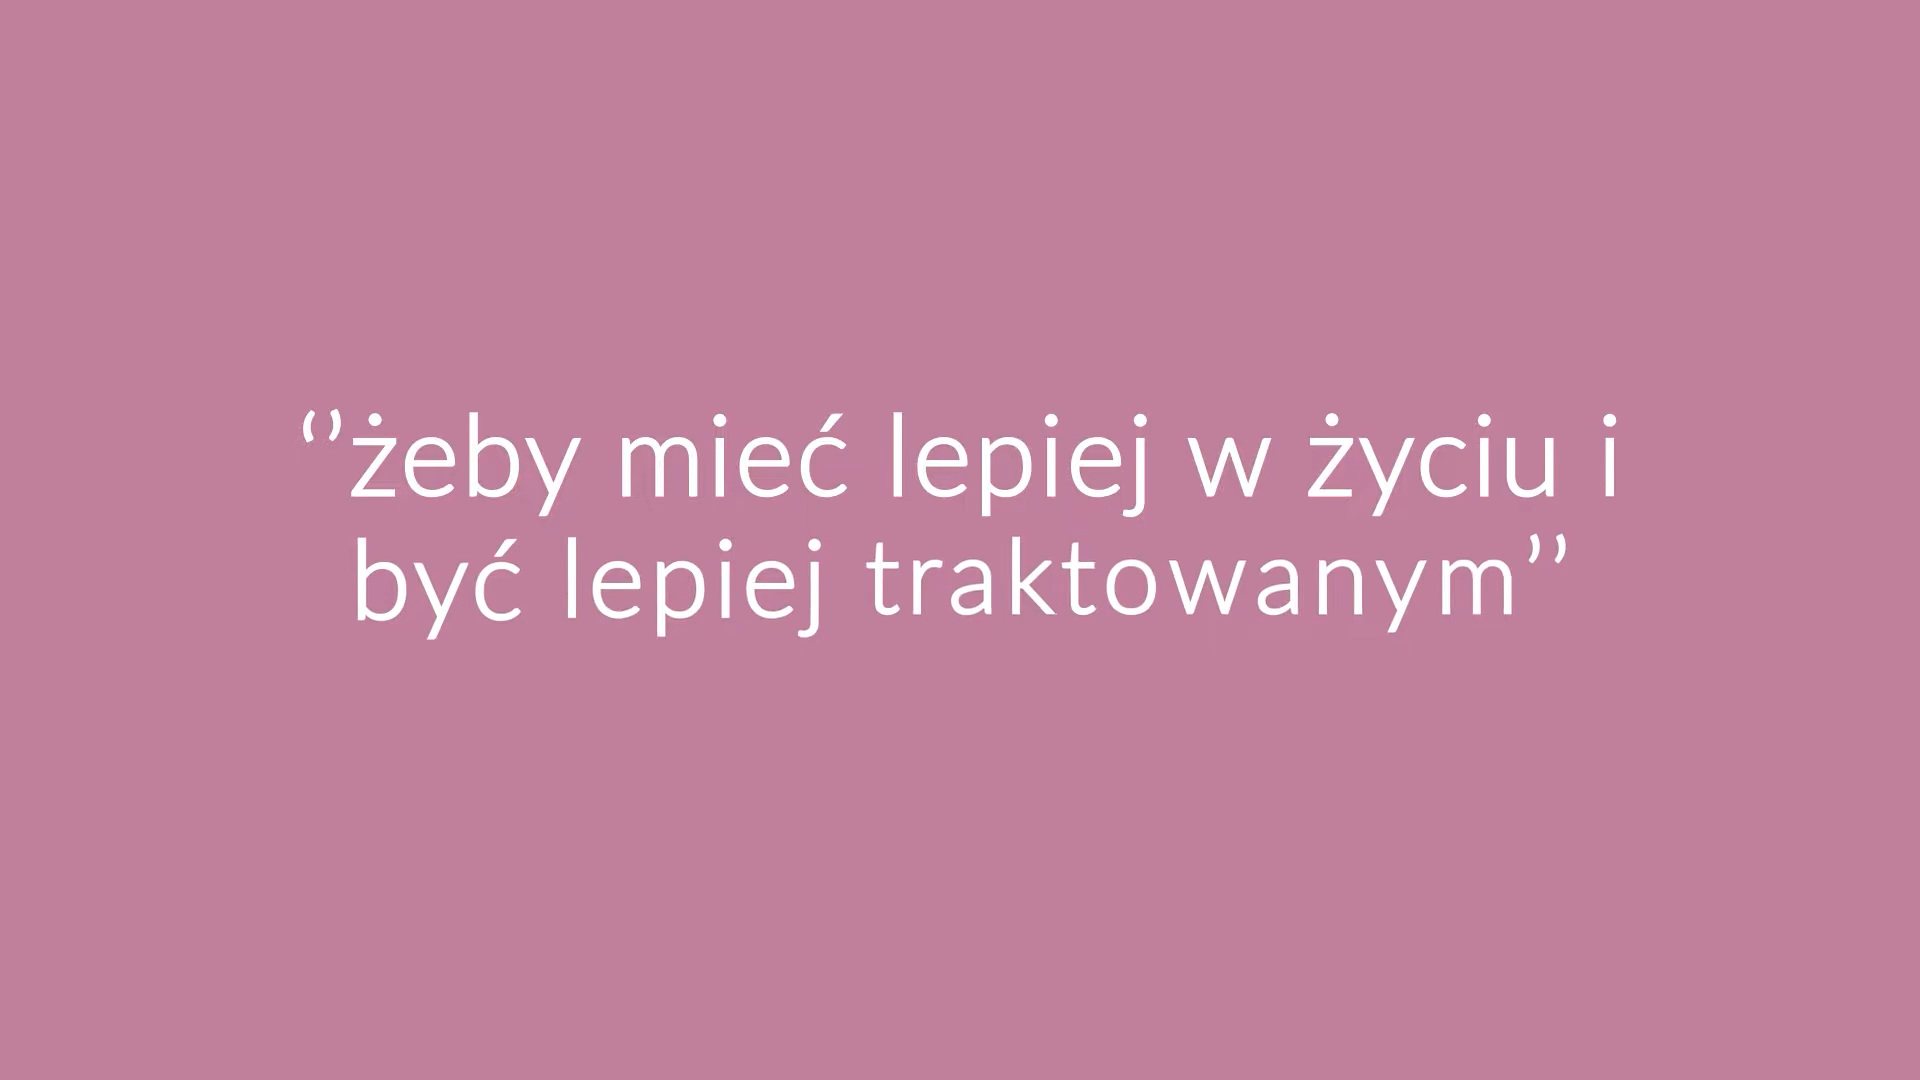 ‘’żeby mieć lepiej w życiu i
być lepiej traktowanym’’